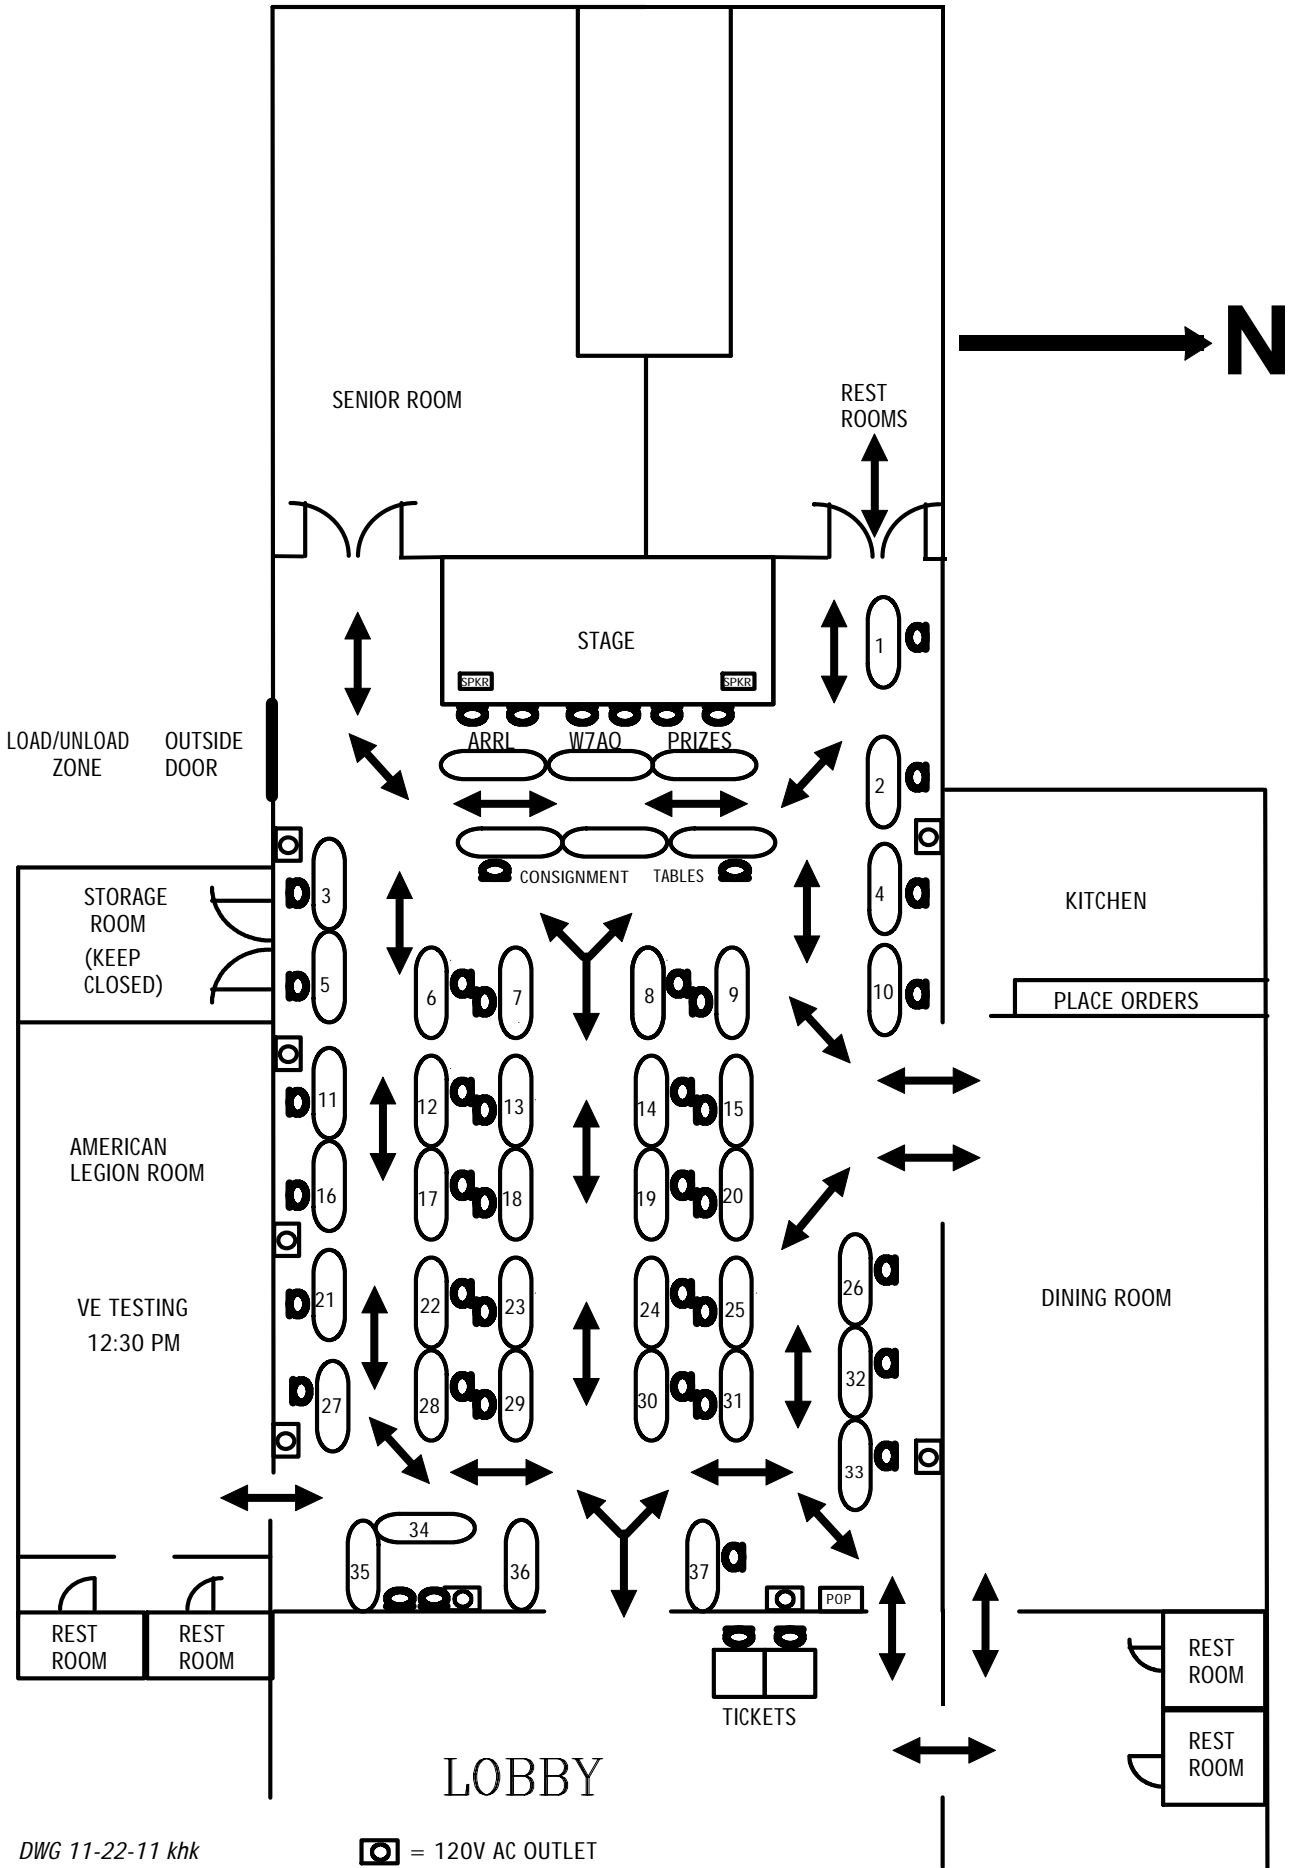 N
SENIOR ROOM
REST
ROOMS
STAGE
SPKR
SPKR
1
LOAD/UNLOAD
ZONE
OUTSIDE
DOOR
ARRL
W7AQ
PRIZES
2
CONSIGNMENT TABLES
STORAGE
ROOM
(KEEP
CLOSED)
3
4
KITCHEN
5
6
7
8
9
10
PLACE ORDERS
11
12
13
14
15
AMERICAN
LEGION ROOM
16
17
18
19
20
VE TESTING
12:30 PM
21
22
23
24
25
26
DINING ROOM
27
28
29
30
31
32
33
34
35
36
37
POP
REST
ROOM
REST
ROOM
REST
ROOM
TICKETS
REST
ROOM
LOBBY
DWG 11-22-11 khk
= 120V AC OUTLET